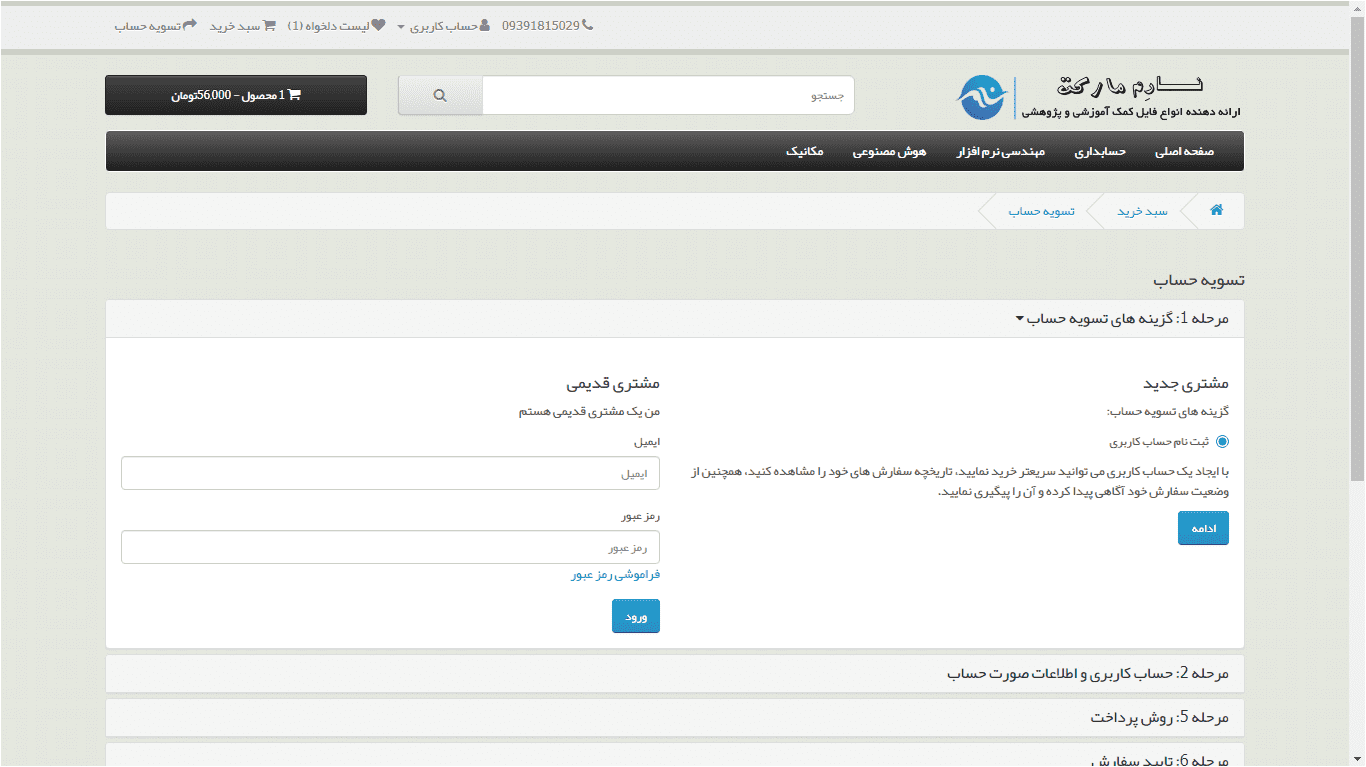 09391815029 حساب کاربری لیست دلخواه (1) سبد خرید تسویه حساب
نادِم مارکت
ارائه دهنده انواع فایل کمک آموزشی و پژوهشی
جستجو
1 محصول - 56,000تومان
صفحه اصلی حسابداری مهندسی نرم افزار هوش مصنوعی مکانیک
سبد خرید تسویه حساب
تسویه حساب
مرحله 1: گزینه های تسویه حساب
مشتری جدید
گزینه های تسویه حساب:
ثبت نام حساب کاربری
با ایجاد یک حساب کاربری می توانید سریعتر خرید نمایید، تاریخچه سفارش های خود را مشاهده کنید، همچنین از
وضعیت سفارش خود آگاهی پیدا کرده و آن را پیگیری نمایید.
ادامه
مشتری قدیمی
من یک مشتری قدیمی هستم
ایمیل
ایمیل
رمز عبور
رمز عبور
فراموشی رمز عبور
ورود
مرحله 2: حساب کاربری و اطلاعات صورت حساب
مرحله 5: روش پرداخت
مرحله 6: تایید سفارش